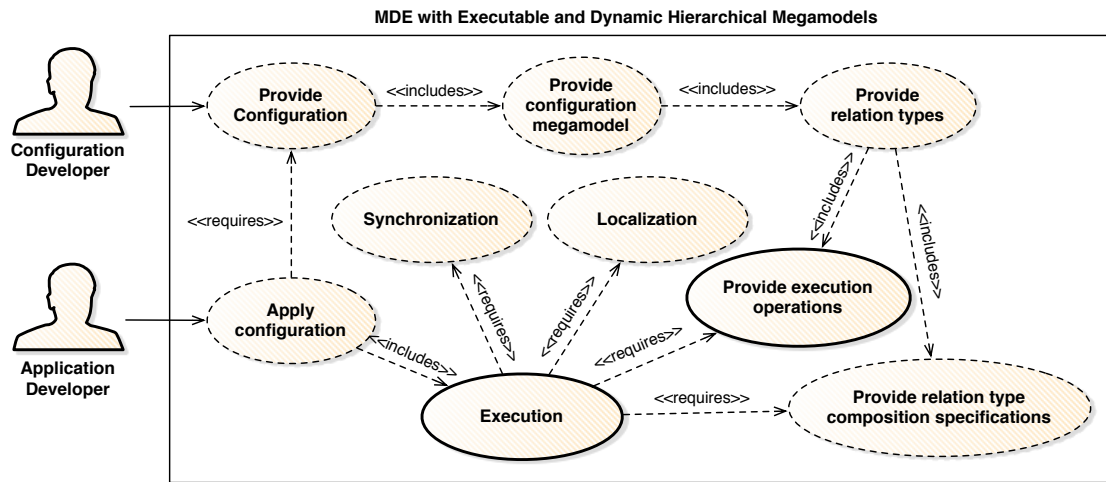 MDE with Executable and Dynamic Hierarchical Megamodels
Configuration
Developer
Provide
Configuration
<<includes>>
Provide
configuration
megamodel
<<includes>>
Provide
relation types
<<requires>>
Synchronization
Localization
<<includes>>
<<includes>>
Provide execution
operations
Application
Developer
Apply
configuration
<<includes>>
<<requires>>
<<requires>>
<<requires>>
Execution
<<requires>>
Provide relation type
composition specifications